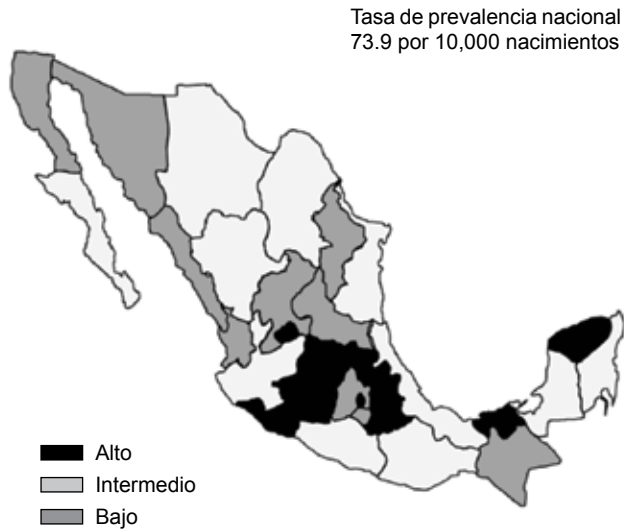 Tasa de prevalencia nacional
73.9 por 10,000 nacimientos
Alto
Intermedio
Bajo